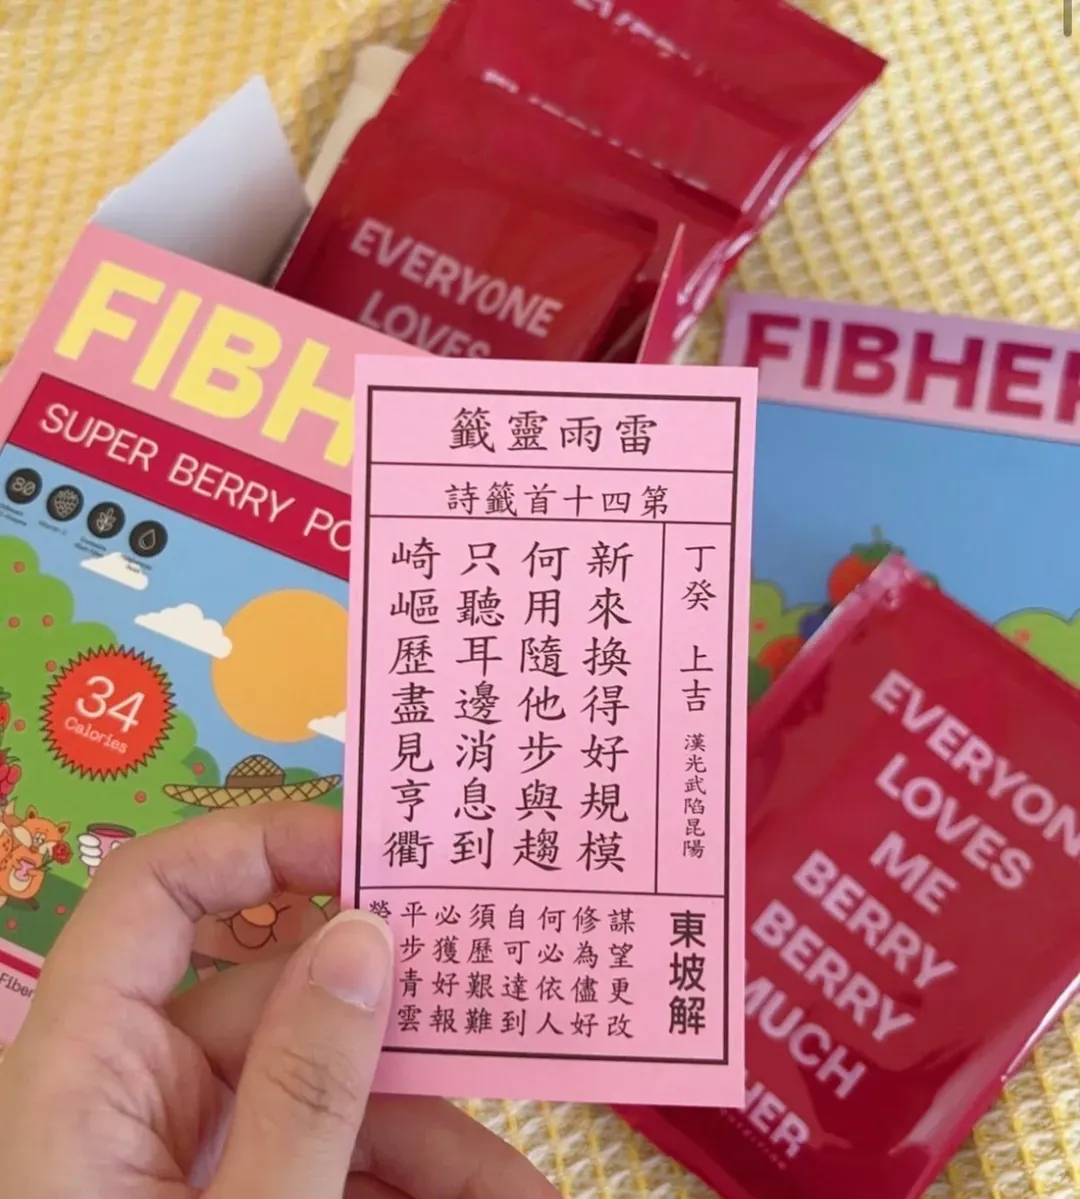 EVERYONE
LOVES
FIBH
SUPER BERRY PO
80
34
Calories
Fiber
FIBHER
雷雨靈籤
第四十首籤詩
丁癸 上吉 漢光武陷昆陽
新來換得好規模
何用隨他步與趨
只聽耳邊消息到
崎嶇歷盡見亨衢
東坡解
謀望更改
修為儘好
何必依人
自可達到
須歷艱難
必獲好報
平步青雲
EVERYON
LOVES
ME
BERRY
BERRY
MUCH
HER